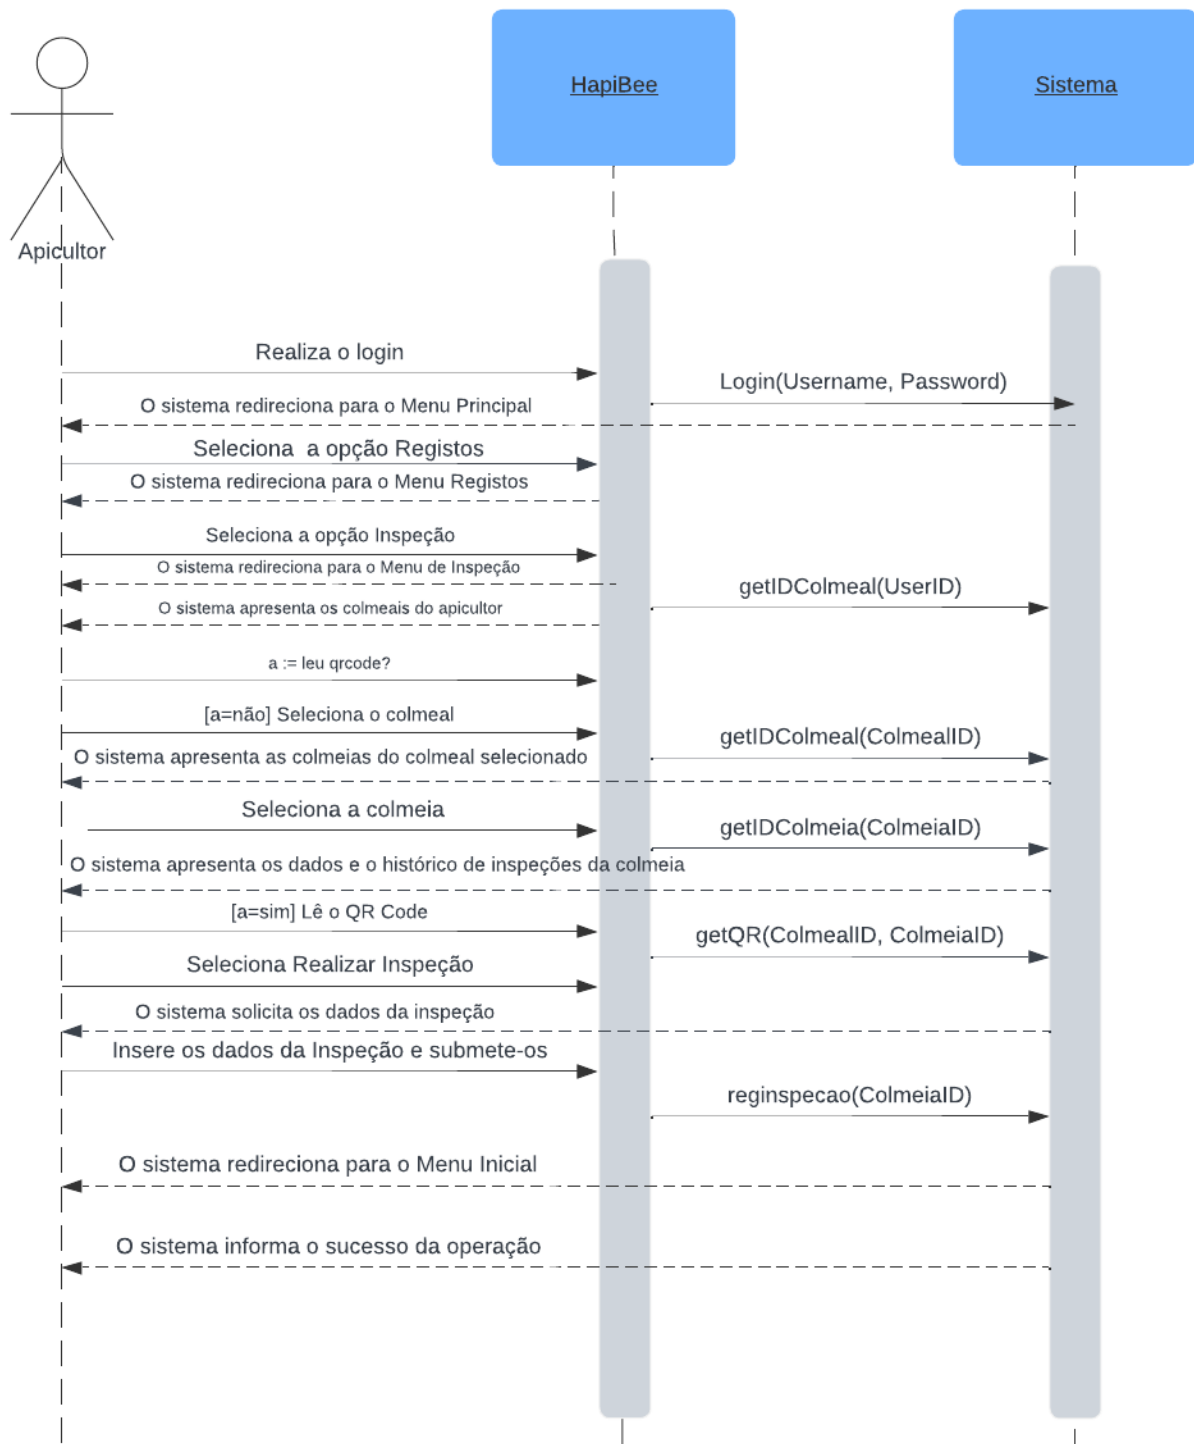 HapiBee
Sistema
Apicultor
Realiza o login
Login(Username, Password)
O sistema redireciona para o Menu Principal
Seleciona  a opção Registos
O sistema redireciona para o Menu Registos
Seleciona a opção Inspeção
O sistema redireciona para o Menu de Inspeção
getIDColmeal(UserID)
O sistema apresenta os colmeais do apicultor
a := leu qrcode?
[a=não] Seleciona o colmeal
getIDColmeal(ColmealID)
O sistema apresenta as colmeias do colmeal selecionado
Seleciona a colmeia
getIDColmeia(ColmeiaID)
O sistema apresenta os dados e o histórico de inspeções da colmeia
[a=sim] Lê o QR Code
getQR(ColmealID, ColmeiaID)
Seleciona Realizar Inspeção
O sistema solicita os dados da inspeção
Insere os dados da Inspeção e submete-os
reginspecao(ColmeiaID)
O sistema redireciona para o Menu Inicial
O sistema informa o sucesso da operação